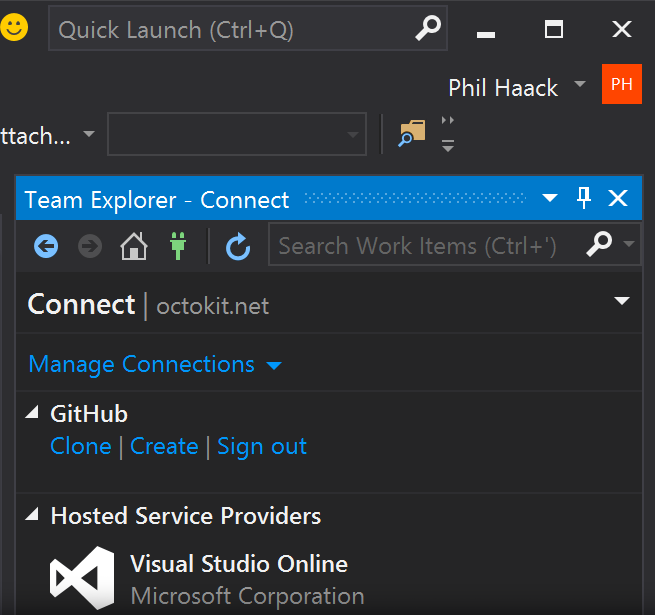 Quick Launch (Ctrl+Q)
Phil Haack PH
ttach...
Team Explorer - Connect
Search Work Items (Ctrl+')
Connect | octokit.net
Manage Connections
GitHub
Clone | Create | Sign out
Hosted Service Providers
Visual Studio Online
Microsoft Corporation